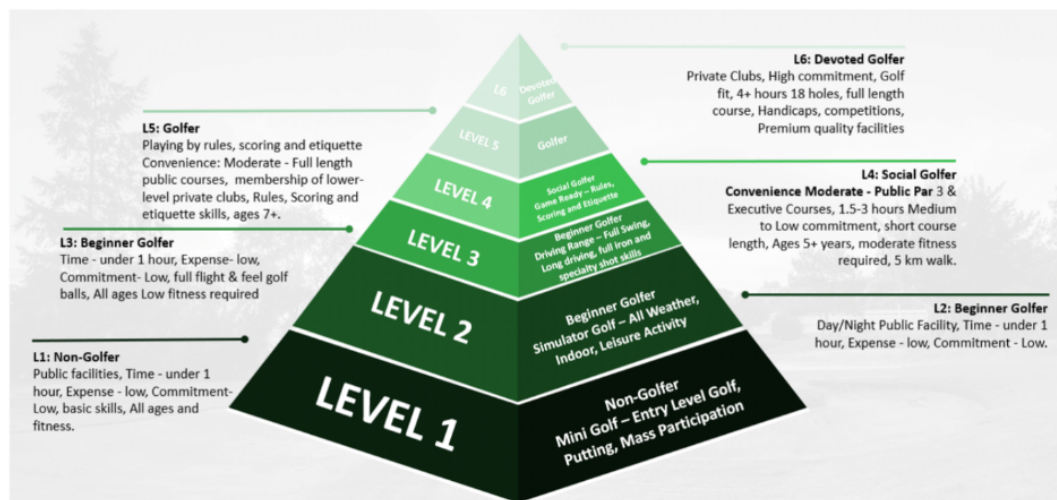 L6: Devoted Golfer
Private Clubs, High commitment, Golf
fit, 4+ hours 18 holes, full length
course, Handicaps, competitions,
Premium quality facilities
L5: Golfer
Playing by rules, scoring and etiquette
Convenience: Moderate - Full length
public courses, membership of lower-
level private clubs, Rules, Scoring and
etiquette skills, ages 7+.
L4: Social Golfer
Convenience Moderate - Public Par 3 &
Executive Courses, 1.5-3 hours Medium
to Low commitment, short course
length, Ages 5+ years, moderate fitness
required, 5 km walk.
L3: Beginner Golfer
Time - under 1 hour, Expense- low,
Commitment- Low, full flight & feel golf
balls, All ages Low fitness required
L2: Beginner Golfer
Day/Night Public Facility, Time - under 1
hour, Expense - low, Commitment - Low.
L1: Non-Golfer
Public facilities, Time - under 1
hour, Expense - low, Commitment-
Low, basic skills, All ages and
fitness.
L6
Devoted
Golfer
LEVEL 5
Golfer
LEVEL 4
Social Golfer
Game Ready – Rules,
Scoring and Etiquette
LEVEL 3
Beginner Golfer
Driving Range – Full Swing,
Long driving, full iron and
specialty shot skills
LEVEL 2
Beginner Golfer
Simulator Golf – All Weather,
Indoor, Leisure Activity
LEVEL 1
Non-Golfer
Mini Golf – Entry Level Golf,
Putting, Mass Participation